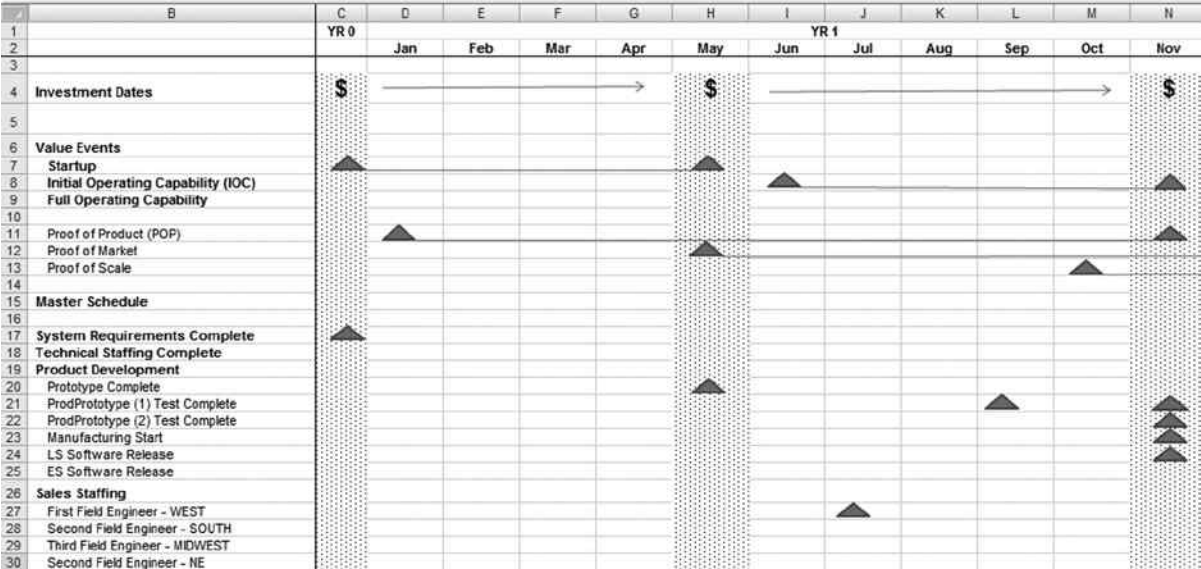 B C D E F G H I J K L M N
1 YR 0 YR 1
2 Jan Feb Mar Apr May Jun Jul Aug Sep Oct Nov
3
4 Investment Dates $ $ $
5
6 Value Events
7 Startup
8 Initial Operating Capability (IOC)
9 Full Operating Capability
10
11 Proof of Product (POP)
12 Proof of Market
13 Proof of Scale
14
15 Master Schedule
16
17 System Requirements Complete
18 Technical Staffing Complete
19 Product Development
20 Prototype Complete
21 ProdPrototype (1) Test Complete
22 ProdPrototype (2) Test Complete
23 Manufacturing Start
24 LS Software Release
25 ES Software Release
26 Sales Staffing
27 First Field Engineer - WEST
28 Second Field Engineer - SOUTH
29 Third Field Engineer - MIDWEST
30 Second Field Engineer - NE